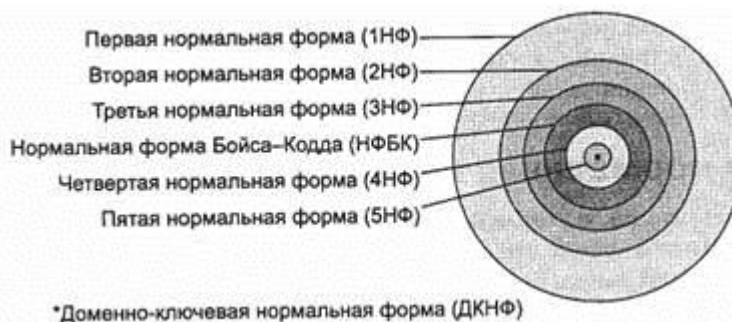 Первая нормальная форма (1НФ)
Вторая нормальная форма (2НФ)
Третья нормальная форма (3НФ)
Нормальная форма Бойса–Кодда (НФБК)
Четвертая нормальная форма (4НФ)
Пятая нормальная форма (5НФ)
*Доменно-ключевая нормальная форма (ДКНФ)